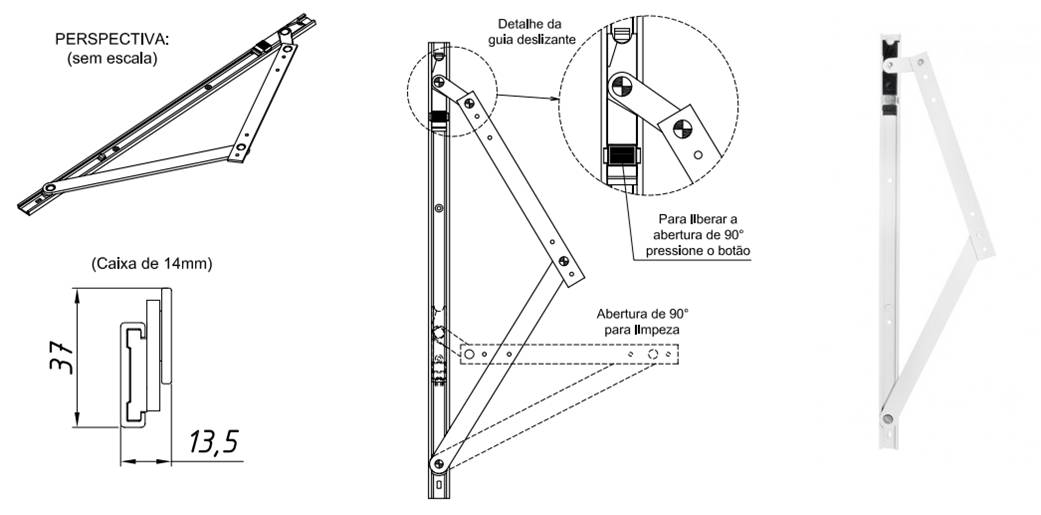 PERSPECTIVA:
(sem escala)
Detalhe da
guia deslizante
Para liberar a
abertura de 90°
pressione o botão
(Caixa de 14mm)
37
13,5
Abertura de 90°
para limpeza